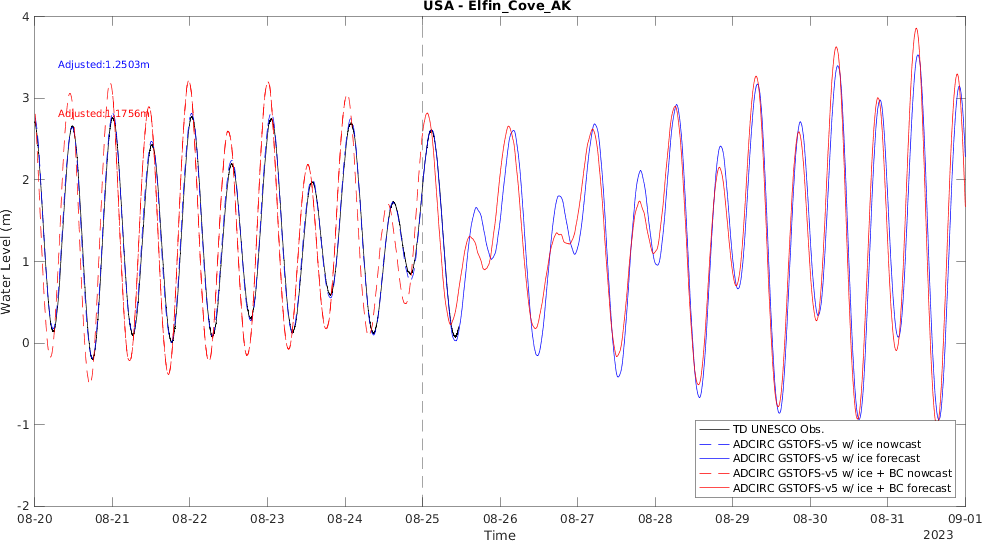 USA - Elfin_Cove_AK
4
3
2
1
0
-1
-2
Water Level (m)
Adjusted:1.2503m
Adjusted:1.1756m
TD UNESCO Obs.
ADCIRC GSTOFS-v5 w/ ice nowcast
ADCIRC GSTOFS-v5 w/ ice forecast
ADCIRC GSTOFS-v5 w/ ice + BC nowcast
ADCIRC GSTOFS-v5 w/ ice + BC forecast
08-20 08-21 08-22 08-23 08-24 08-25 08-26 08-27 08-28 08-29 08-30 08-31 09-01
Time
2023